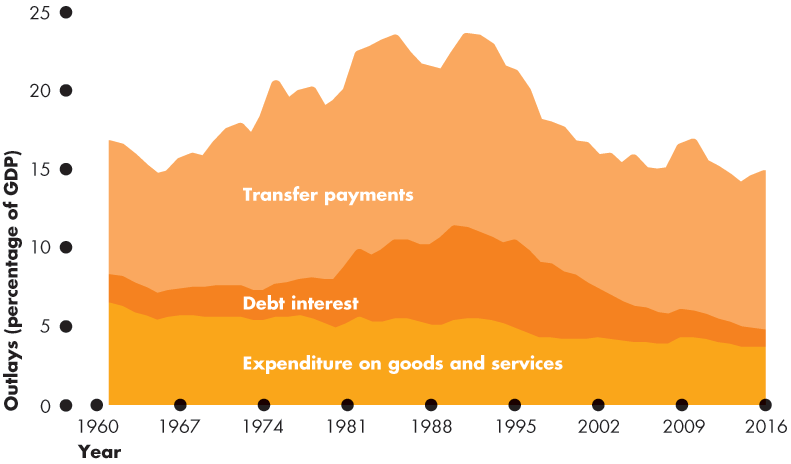 25
20
15
10
5
0
Outlays (percentage of GDP)
Transfer payments
Debt interest
Expenditure on goods and services
1960 1967 1974 1981 1988 1995 2002 2009 2016
Year